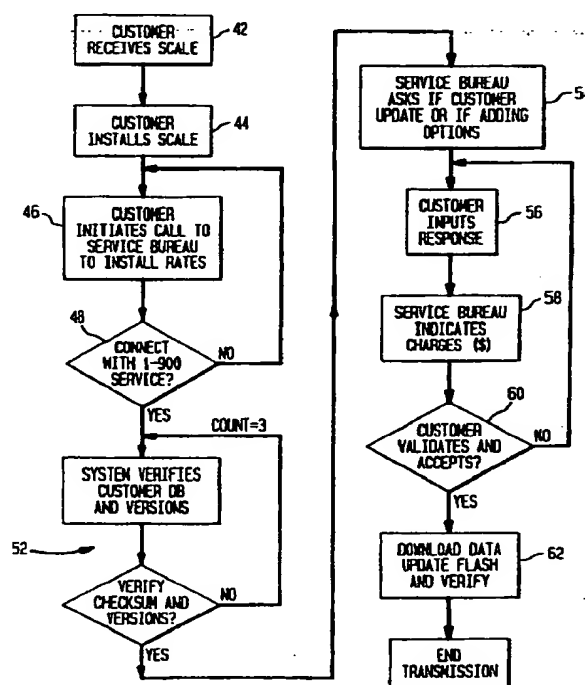 CUSTOMER
RECEIVES SCALE
42
CUSTOMER
INSTALLS SCALE
44
46
CUSTOMER
INITIATES CALL TO
SERVICE BUREAU
TO INSTALL RATES
48
CONNECT
WITH 1-900
SERVICE?
NO
YES
COUNT=3
SYSTEM VERIFIES
CUSTOMER DB
AND VERSIONS
52
VERIFY
CHECKSUM AND
VERSIONS?
NO
YES
SERVICE BUREAU
ASKS IF CUSTOMER
UPDATE OR IF ADDING
OPTIONS
5
CUSTOMER
INPUTS
RESPONSE
56
58
SERVICE BUREAU
INDICATES
CHARGES ($)
60
CUSTOMER
VALIDATES AND
ACCEPTS?
NO
YES
DOWNLOAD DATA
UPDATE FLASH
AND VERIFY
62
END
TRANSMISSION